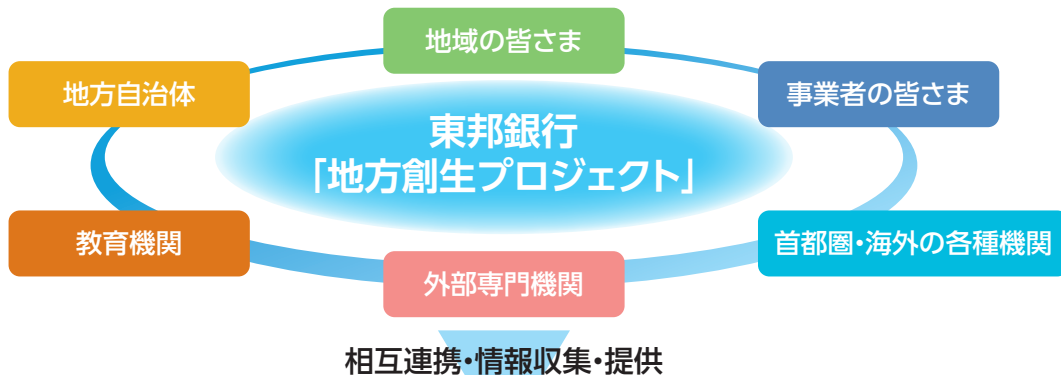 地域の皆さま
地方自治体
事業者の皆さま
東邦銀行
「地方創生プロジェクト」
教育機関
首都圏・海外の各種機関
外部専門機関
相互連携・情報収集・提供